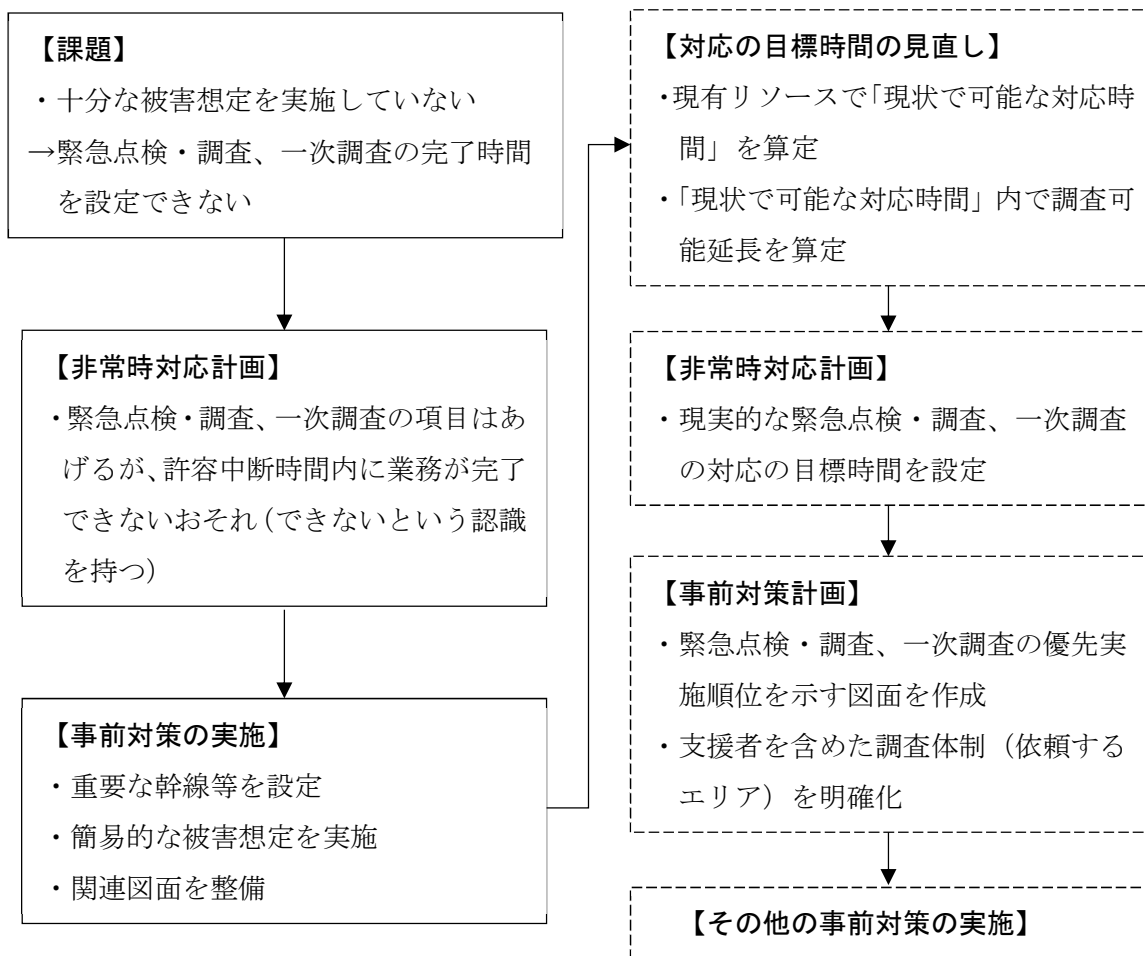 【課題】
・十分な被害想定を実施していない
→緊急点検・調査、一次調査の完了時間
を設定できない
【非常時対応計画】
・緊急点検・調査、一次調査の項目はあ
げるが、許容中断時間内に業務が完了
できないおそれ（できないという認識
を持つ）
【事前対策の実施】
・重要な幹線等を設定
・簡易的な被害想定を実施
・関連図面を整備
【対応の目標時間の見直し】
・現有リソースで「現状で可能な対応時
間」を算定
・「現状で可能な対応時間」内で調査可
能延長を算定
【非常時対応計画】
・現実的な緊急点検・調査、一次調査
の対応の目標時間を設定
【事前対策計画】
・緊急点検・調査、一次調査の優先実
施順位を示す図面を作成
・支援者を含めた調査体制（依頼する
エリア）を明確化
【その他の事前対策の実施】